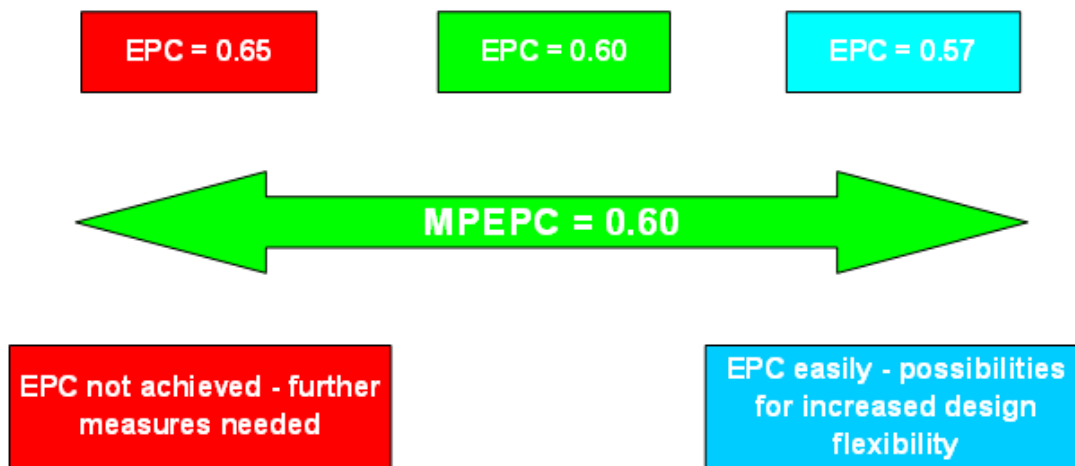 EPC = 0.65
EPC = 0.60
EPC = 0.57
MPEPC = 0.60
EPC not achieved - further
measures needed
EPC easily - possibilities
for increased design
flexibility